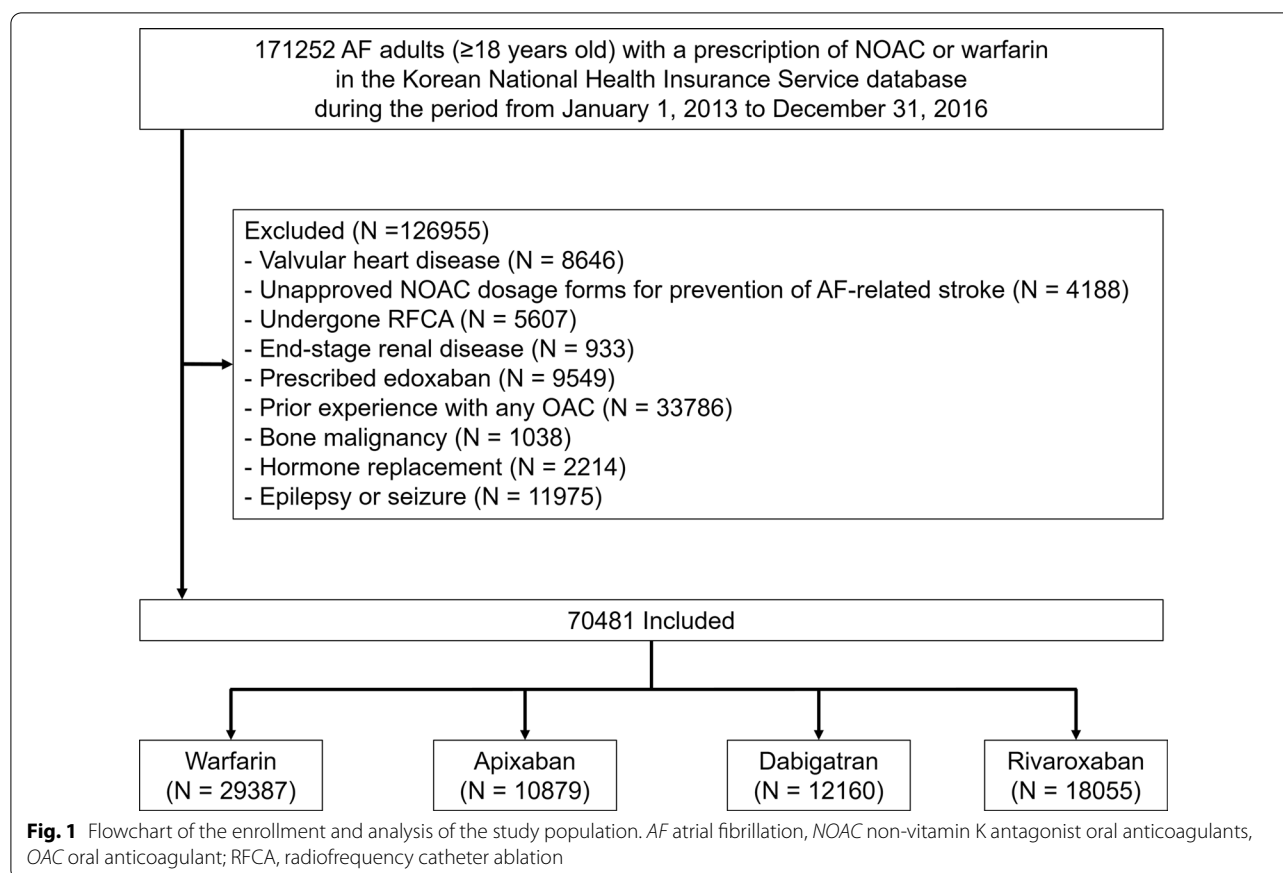 171252 AF adults (≥18 years old) with a prescription of NOAC or warfarin
in the Korean National Health Insurance Service database
during the period from January 1, 2013 to December 31, 2016
Excluded (N =126955)
- Valvular heart disease (N = 8646)
- Unapproved NOAC dosage forms for prevention of AF-related stroke (N = 4188)
- Undergone RFCA (N = 5607)
- End-stage renal disease (N = 933)
- Prescribed edoxaban (N = 9549)
- Prior experience with any OAC (N = 33786)
- Bone malignancy (N = 1038)
- Hormone replacement (N = 2214)
- Epilepsy or seizure (N = 11975)
70481 Included
Warfarin
(N = 29387)
Apixaban
(N = 10879)
Dabigatran
(N = 12160)
Rivaroxaban
(N = 18055)
Fig. 1 Flowchart of the enrollment and analysis of the study population. AF atrial fibrillation, NOAC non-vitamin K antagonist oral anticoagulants,
OAC oral anticoagulant; RFCA, radiofrequency catheter ablation